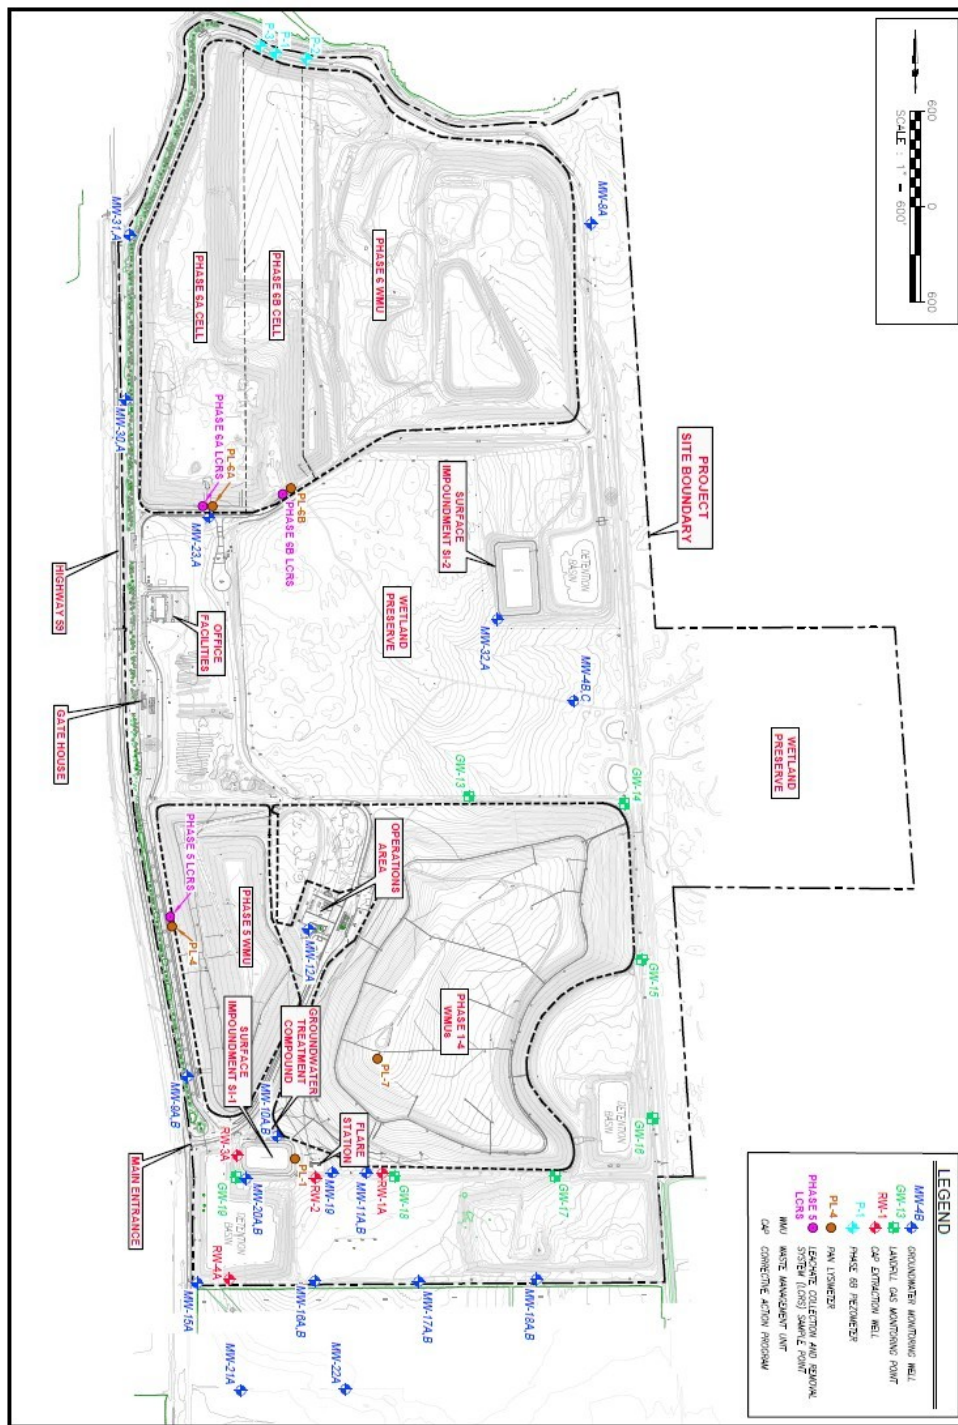 600
0
600
SCALE : 1" = 600'
P-3
P-1
P-2
MW-8A
MW-31,A
PHASE 6A CELL
PHASE 6B CELL
PHASE 6 WMU
MW-30,A
PHASE 6A LCRS
PL-6A
PL-6B
PHASE 6B LCRS
MW-23,A
PROJECT
SITE BOUNDARY
SURFACE
IMPOUNDMENT SI-2
DETENTION
BASIN
HIGHWAY 59
OFFICE
FACILITIES
WETLAND
PRESERVE
MW-32,A
MW-4B,C
GATE HOUSE
WETLAND
PRESERVE
GW-13
GW-14
OPERATIONS
AREA
PHASE 5 LCRS
PL-4
PHASE 5 WMU
MW-12A
GW-15
PHASE 1-4
WMUs
SURFACE
IMPOUNDMENT SI-1
GROUNDWATER
TREATMENT
COMPOUND
PL-7
MW-9A,B
MW-10A,B
FLARE
STATION
DETENTION
BASIN
GW-16
RW-3A
PL-1
MAIN ENTRANCE
GW-19
MW-20A,B
RW-2
MW-19
MW-11A,B
RW-1A
GW-18
GW-17
DETENTION
BASIN
RW-4A
MW-15A
MW-16A,B
MW-17A,B
MW-18A,B
MW-21A
MW-22A
LEGEND
MW-4B GROUNDWATER MONITORING WELL
GW-13 LANDFILL GAS MONITORING POINT
RW-1 CAP EXTRACTION WELL
P-1 PHASE 6B PIEZOMETER
PL-4 PAN LYSIMETER
PHASE 5 LCRS LEACHATE COLLECTION AND REMOVAL
SYSTEM (LCRS) SAMPLE POINT
WMU WASTE MANAGEMENT UNIT
CAP CORRECTIVE ACTION PROGRAM